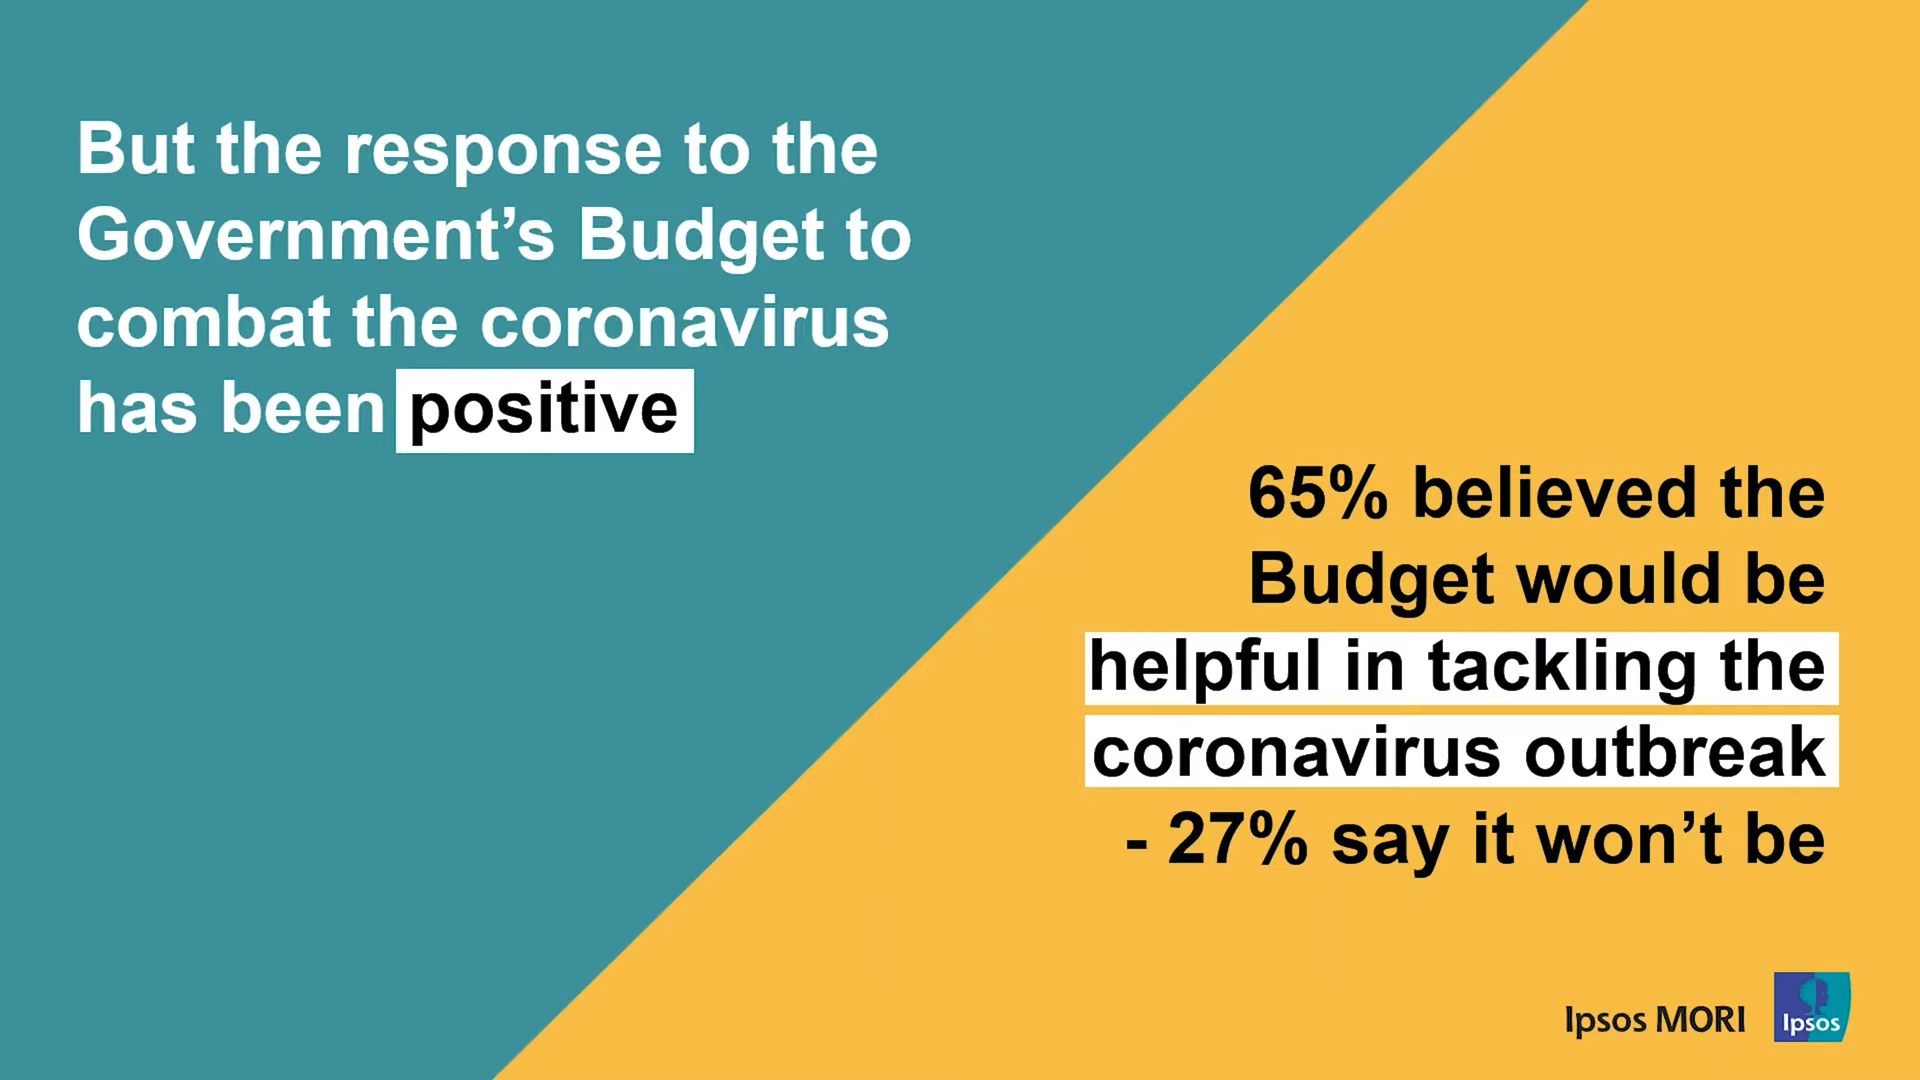 But the response to the
Government’s Budget to
combat the coronavirus
has been positive
65% believed the
Budget would be
helpful in tackling the
coronavirus outbreak
- 27% say it won’t be
Ipsos MORI
Ipsos